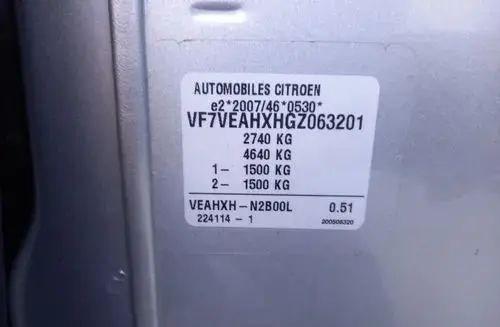 AUTOMOBILES CITROEN
e2*2007/46*0530*
VF7VEAHXHGZ063201
2740 KG
4640 KG
1- 1500 KG
2- 1500 KG
VEAHXH-N2B00L 0.51
224114 - 1 200506320